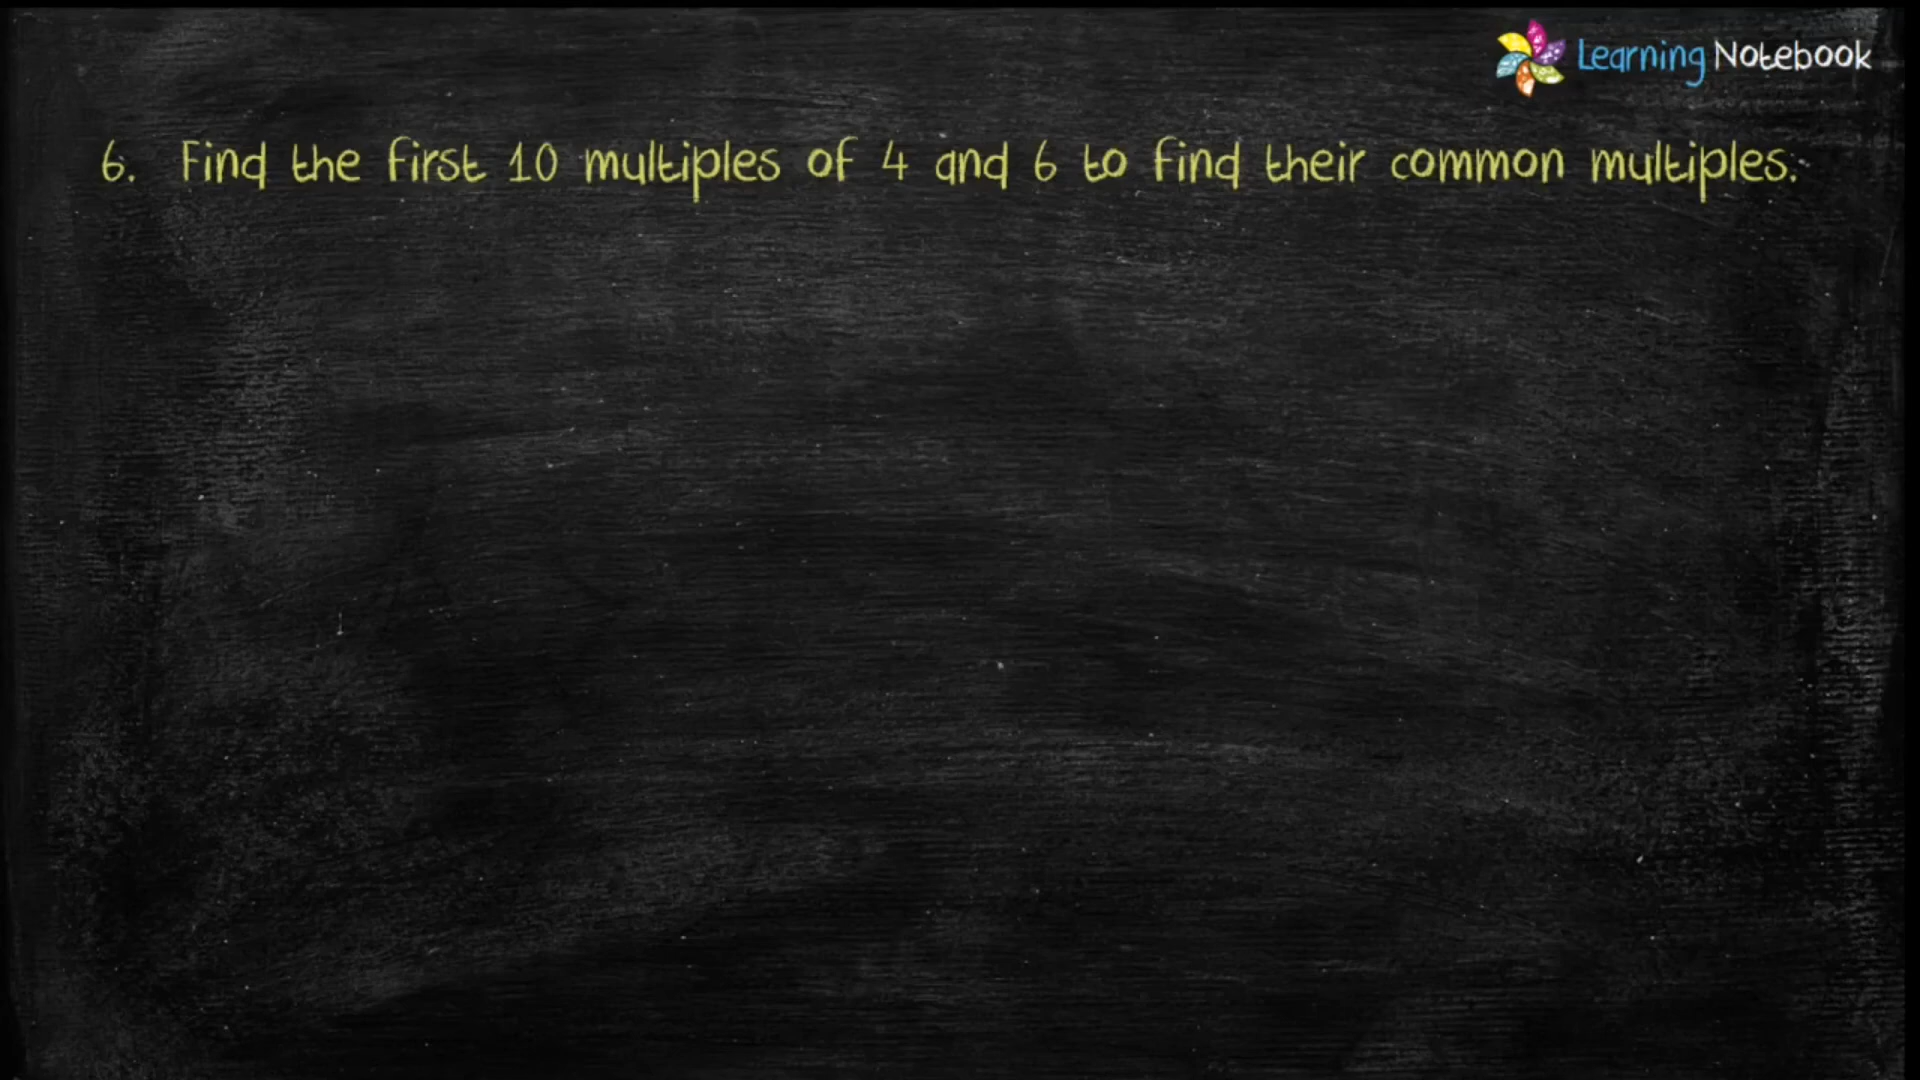 Learning Notebook
6. Find the first 10 multiples of 4 and 6 to find their common multiples.